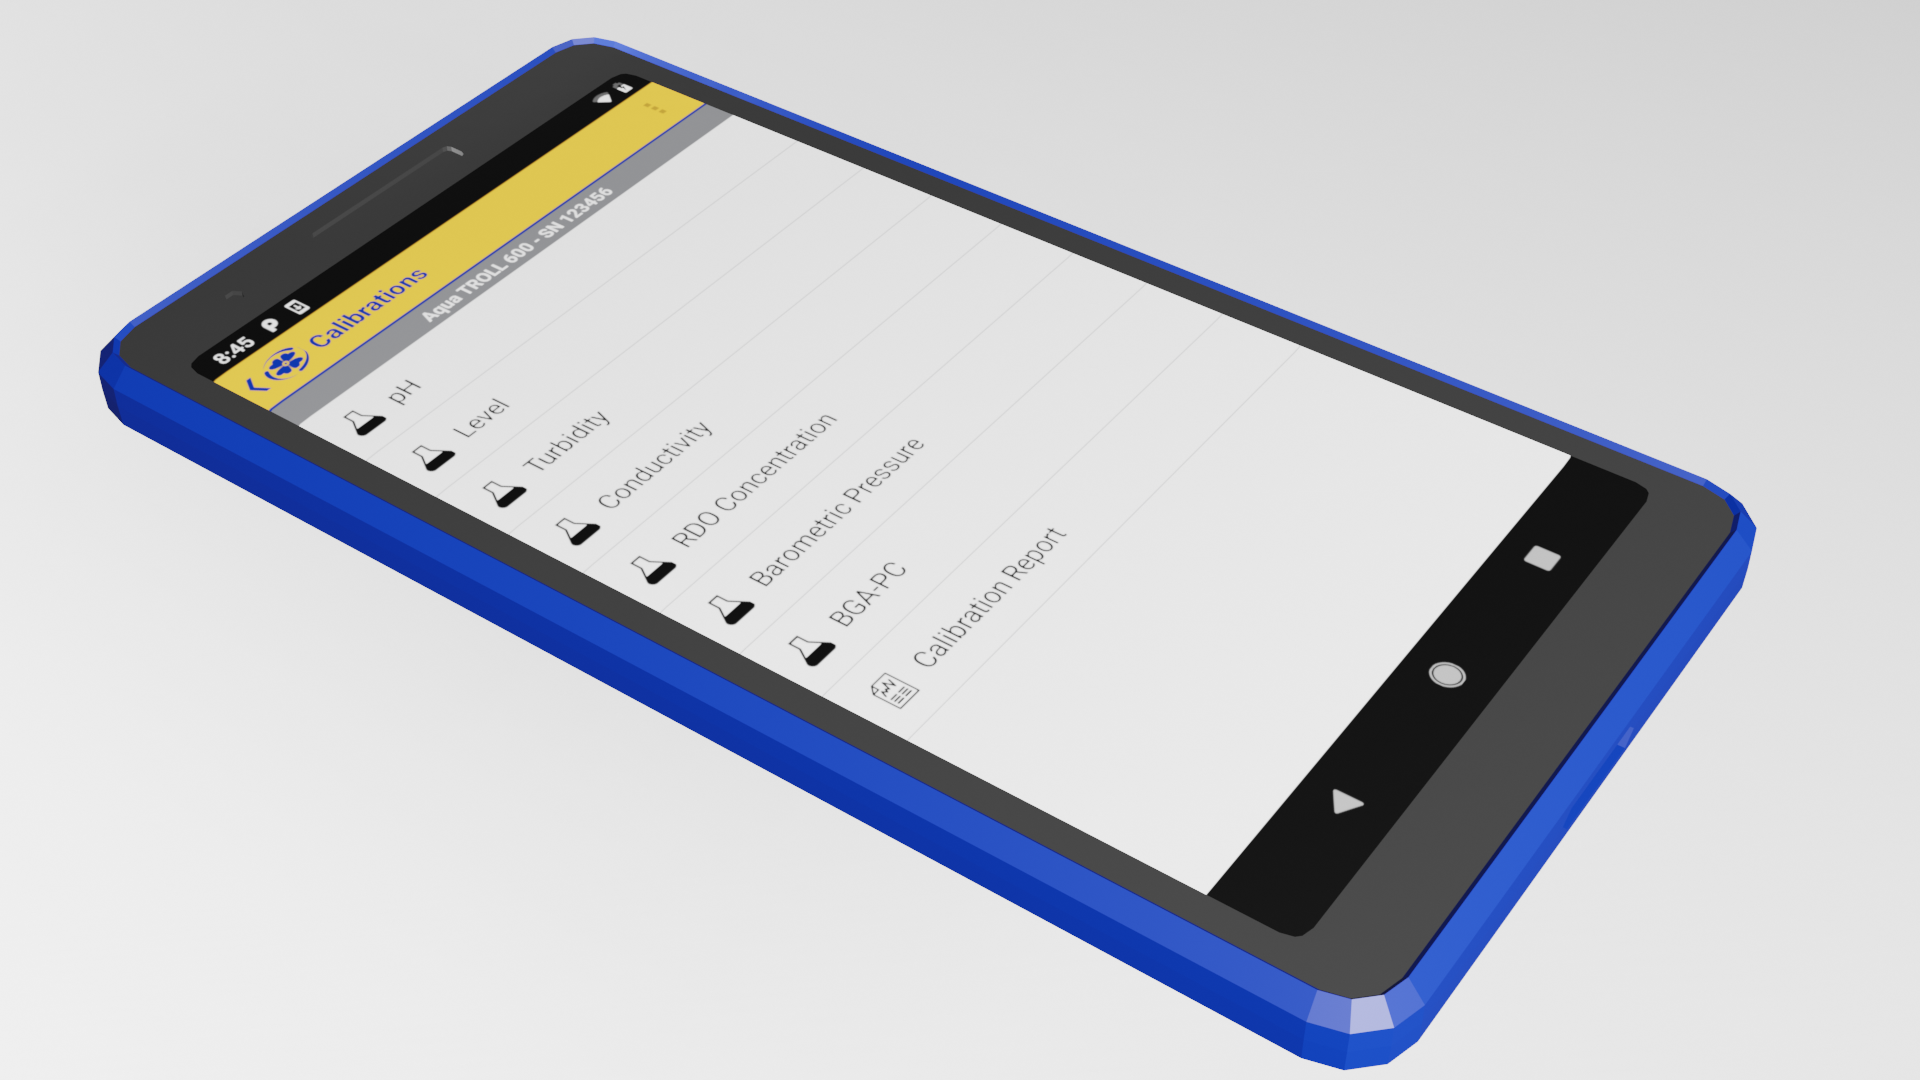 8:45
Calibrations
Aqua TROLL 600 - SN 123456
pH
Level
Turbidity
Conductivity
RDO Concentration
Barometric Pressure
BGA-PC
Calibration Report